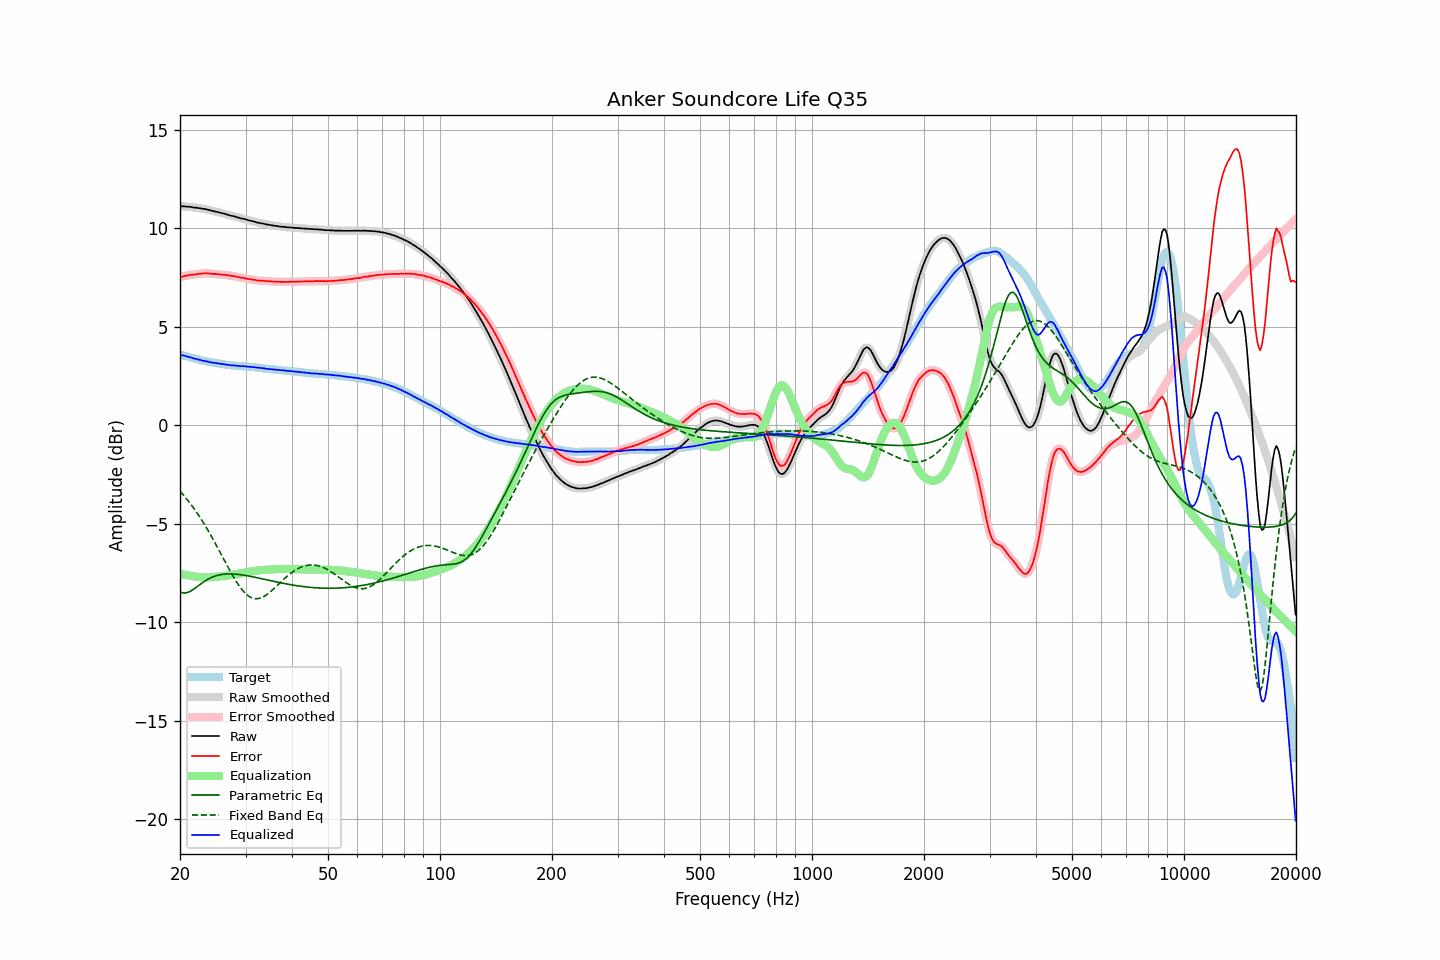 Anker Soundcore Life Q35
Amplitude (dBr)
15
10
5
0
−5
−10
−15
−20
Target
Raw Smoothed
Error Smoothed
Raw
Error
Equalization
Parametric Eq
Fixed Band Eq
Equalized
20 50 100 200 500 1000 2000 5000 10000 20000
Frequency (Hz)